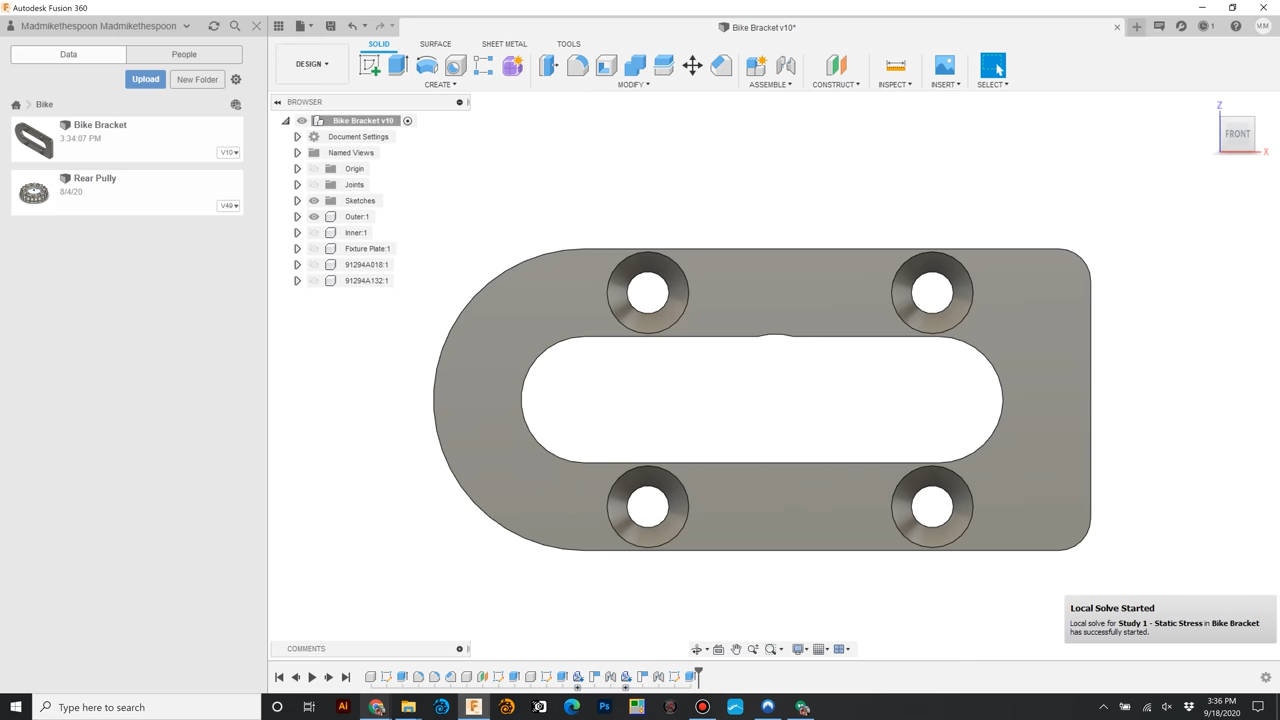 Autodesk Fusion 360
Madmikethespoon Madmikethespoon
Data
People
Upload
New Folder
Bike
Bike Bracket
3:34:07 PM
V10
Rear Pully
8/4/20
V49
Bike Bracket v10*
1
MM
DESIGN
SOLID
SURFACE
SHEET METAL
TOOLS
CREATE
MODIFY
ASSEMBLE
CONSTRUCT
INSPECT
INSERT
SELECT
BROWSER
Bike Bracket v10
Document Settings
Named Views
Origin
Joints
Sketches
Outer:1
Inner:1
Fixture Plate:1
91294A018:1
91294A132:1
Z
FRONT
X
Local Solve Started
Local solve for Study 1 - Static Stress in Bike Bracket
has successfully started.
COMMENTS
Type here to search
Ai
F
Ps
3:36 PM
9/18/2020